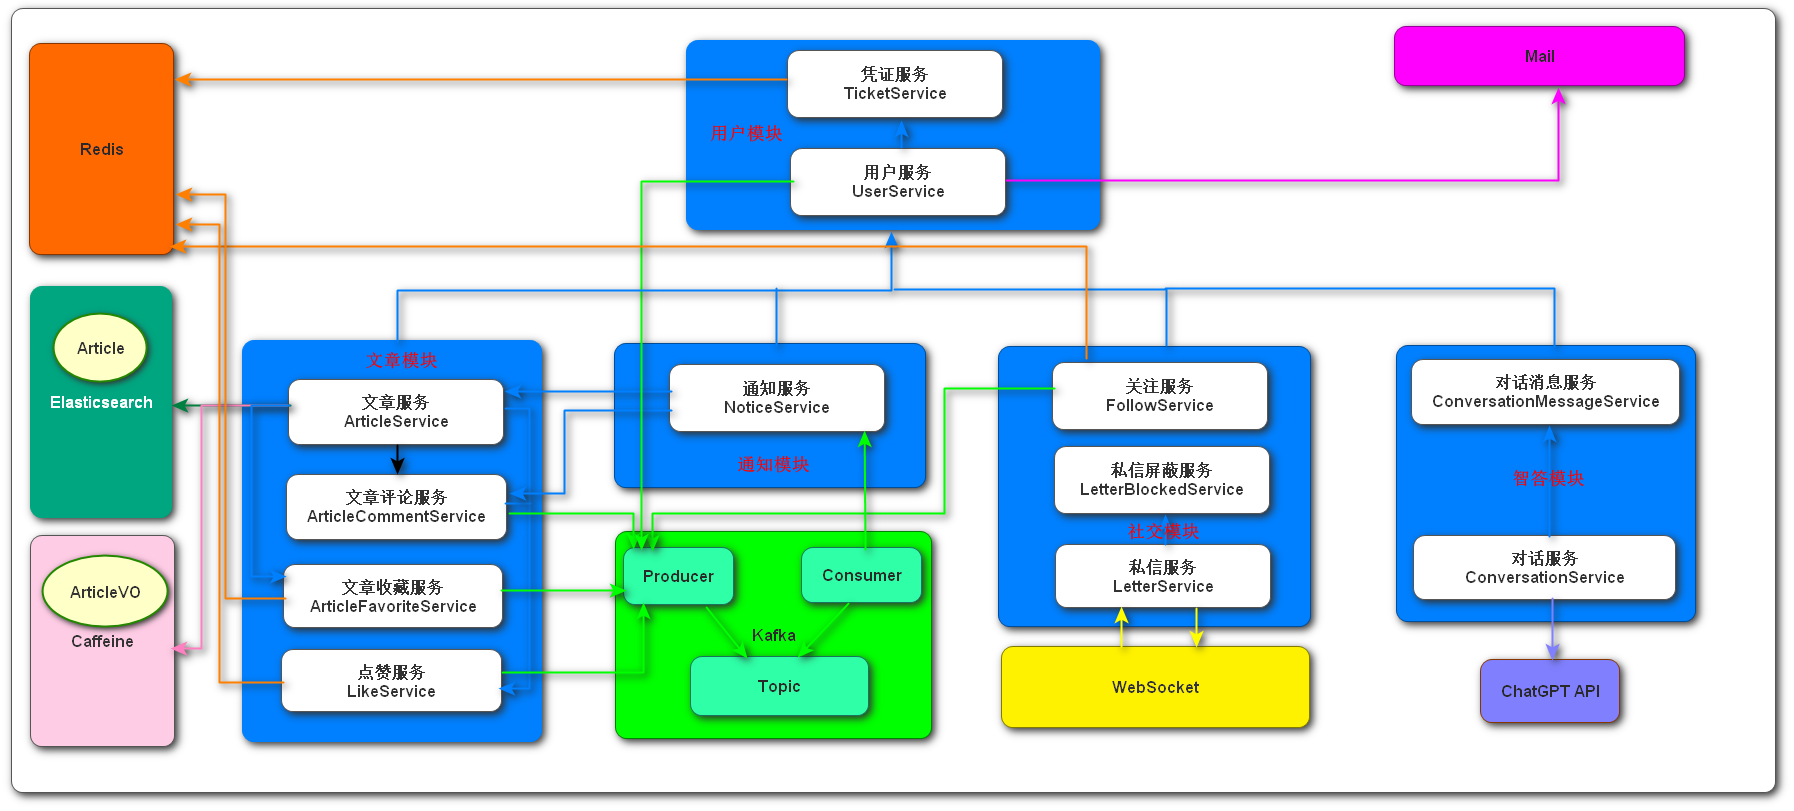 Redis
凭证服务
TicketService
用户模块
用户服务
UserService
Mail
Article
Elasticsearch
ArticleVO
Caffeine
文章模块
文章服务
ArticleService
文章评论服务
ArticleCommentService
文章收藏服务
ArticleFavoriteService
点赞服务
LikeService
通知服务
NoticeService
通知模块
Producer
Consumer
Kafka
Topic
关注服务
FollowService
私信屏蔽服务
LetterBlockedService
社交模块
私信服务
LetterService
WebSocket
对话消息服务
ConversationMessageService
智答模块
对话服务
ConversationService
ChatGPT API